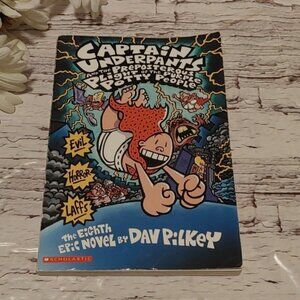 CAPTAIN
UNDERPANTS
AND THE
PREPOSTEROUS
PLIGHT OF THE
PURPLE POTTY PEOPLE
EVIL
HORROR
LAFFS
THE EIGHTH
EPIC NOVEL BY DAV PILKEY
SCHOLASTIC